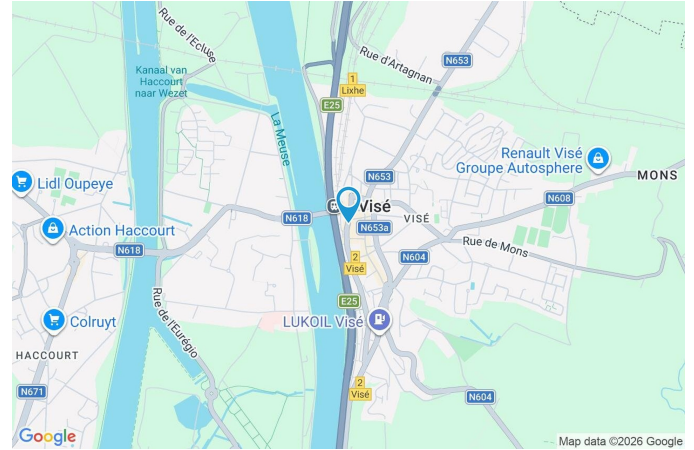 Rue de l'Ecluse
Rue d'Artagnan
N653
Kanaal van
Haccourt
naar Wezet
1
Lixhe
E25
La Meuse
Renault Visé
Groupe Autosphere
MONS
Lidl Oupeye
N653
N608
Visé
N618
VISÉ
N653a
Action Haccourt
N618
Rue de Mons
2
Visé
N604
Rue de l'Eurégio
E25
Colruyt
LUKOIL Visé
HACCOURT
2
Visé
N671
N604
Google
Map data ©2026 Google